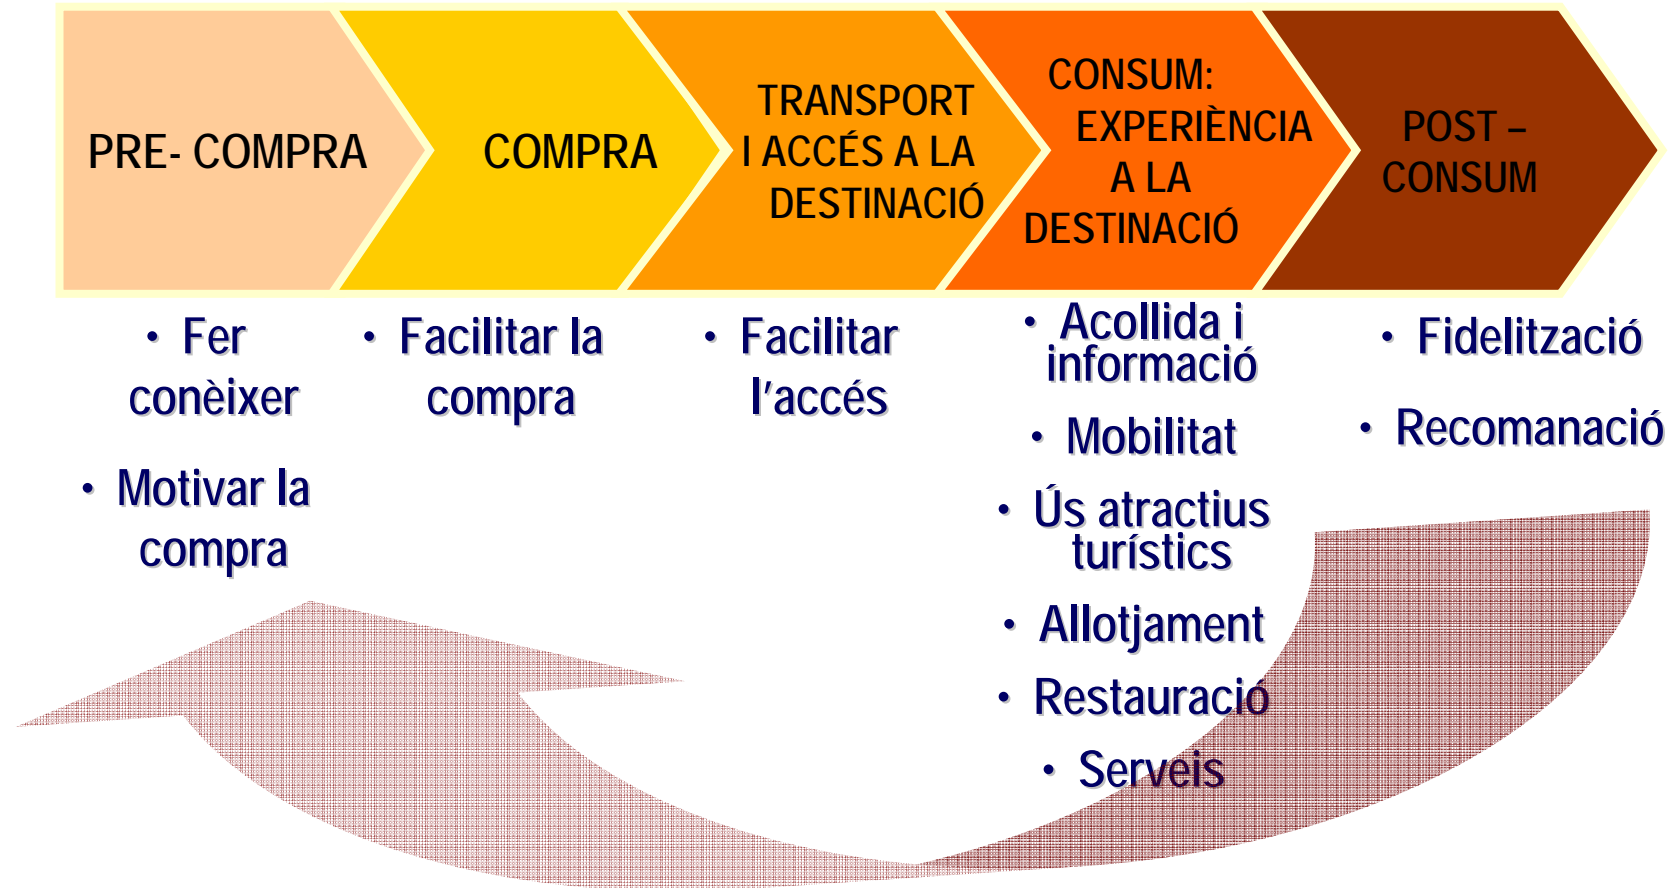 PRE- COMPRA
COMPRA
TRANSPORT
I ACCÉS A LA
DESTINACIÓ
CONSUM:
EXPERIÈNCIA
A LA
DESTINACIÓ
POST –
CONSUM
• Fer
conèixer
• Motivar la
compra
• Facilitar la
compra
• Facilitar
l'accés
• Acollida i
informació
• Mobilitat
• Ús atractius
turístics
• Allotjament
• Restauració
• Serveis
• Fidelització
• Recomanació